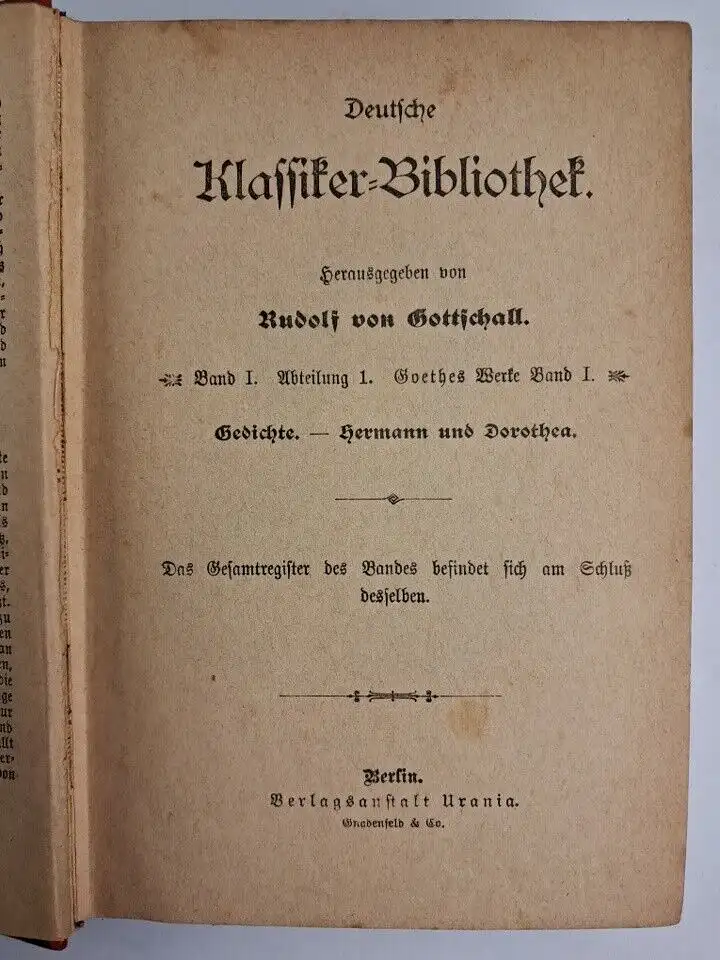 Deutsche
Klassiker-Bibliothek.
Herausgegeben von
Rudolf von Gottschall.
Band I. Abteilung 1. Goethes Werke Band I.
Gedichte. — Hermann und Dorothea.
Das Gesamtregister des Bandes befindet sich am Schluß
desselben.
Berlin.
Verlagsanstalt Urania.
Gnadenfeld & Co.